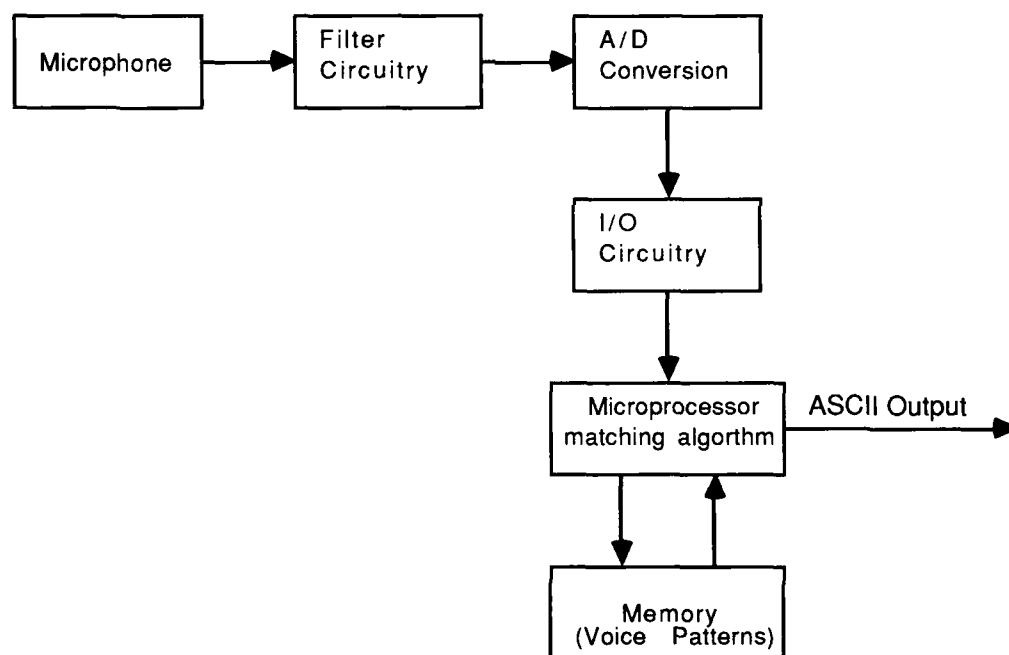 Microphone
Filter
Circuitry
A/D
Conversion
I/O
Circuitry
Microprocessor
matching algorthm
ASCII Output
Memory
(Voice Patterns)